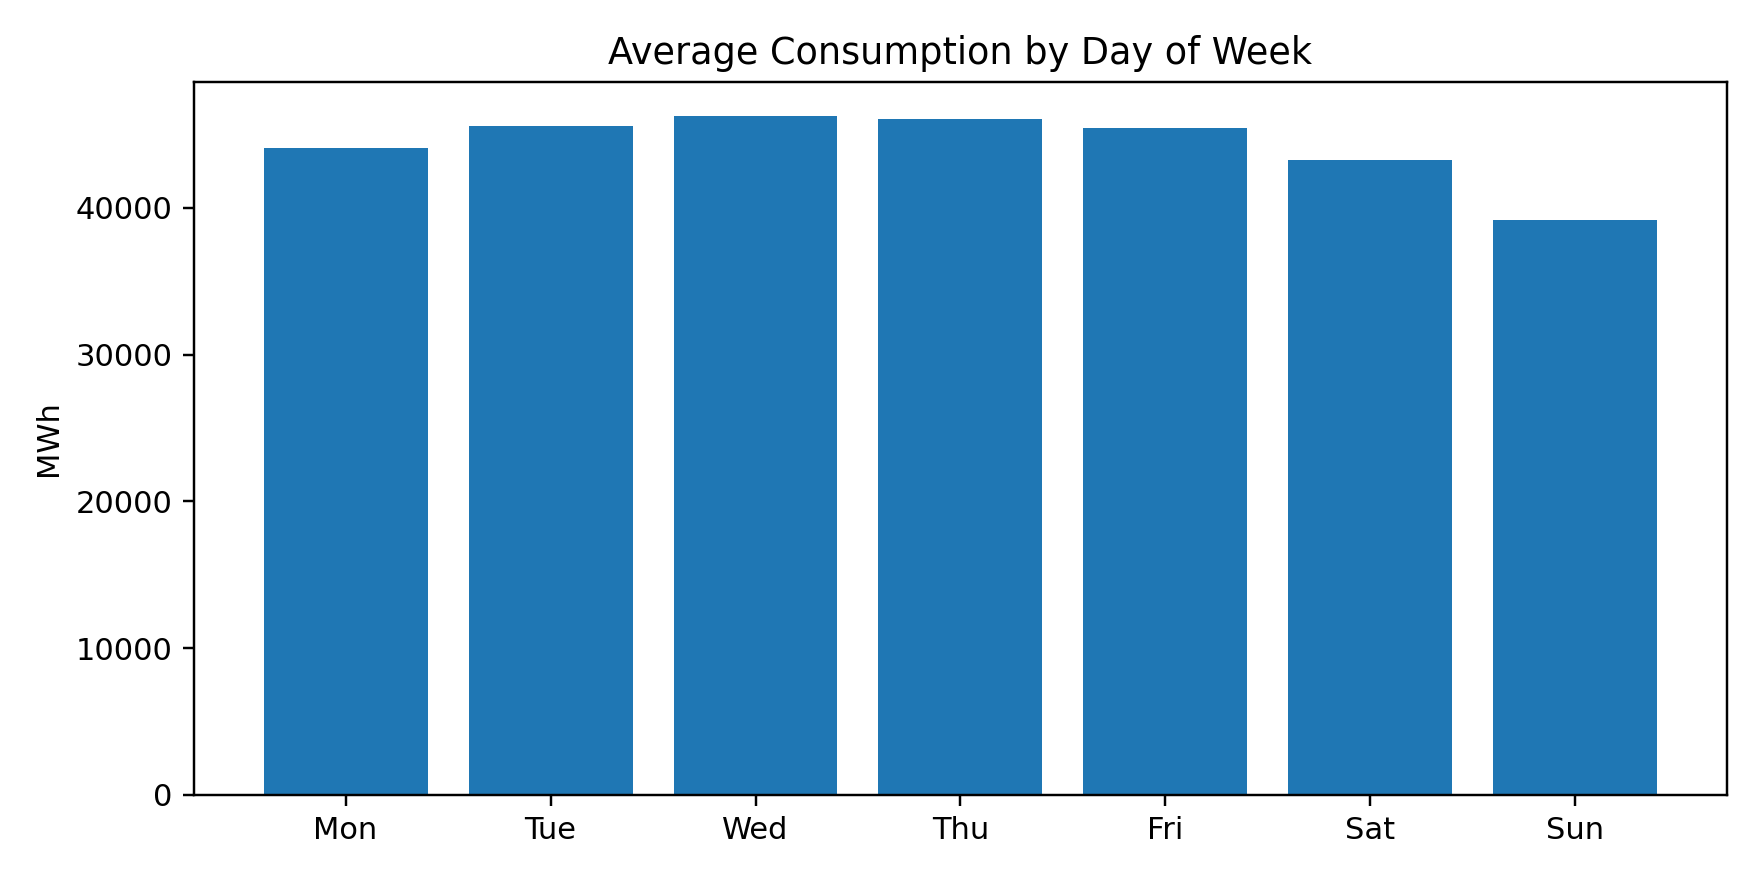 Average Consumption by Day of Week
MWh
40000
30000
20000
10000
0
Mon Tue Wed Thu Fri Sat Sun